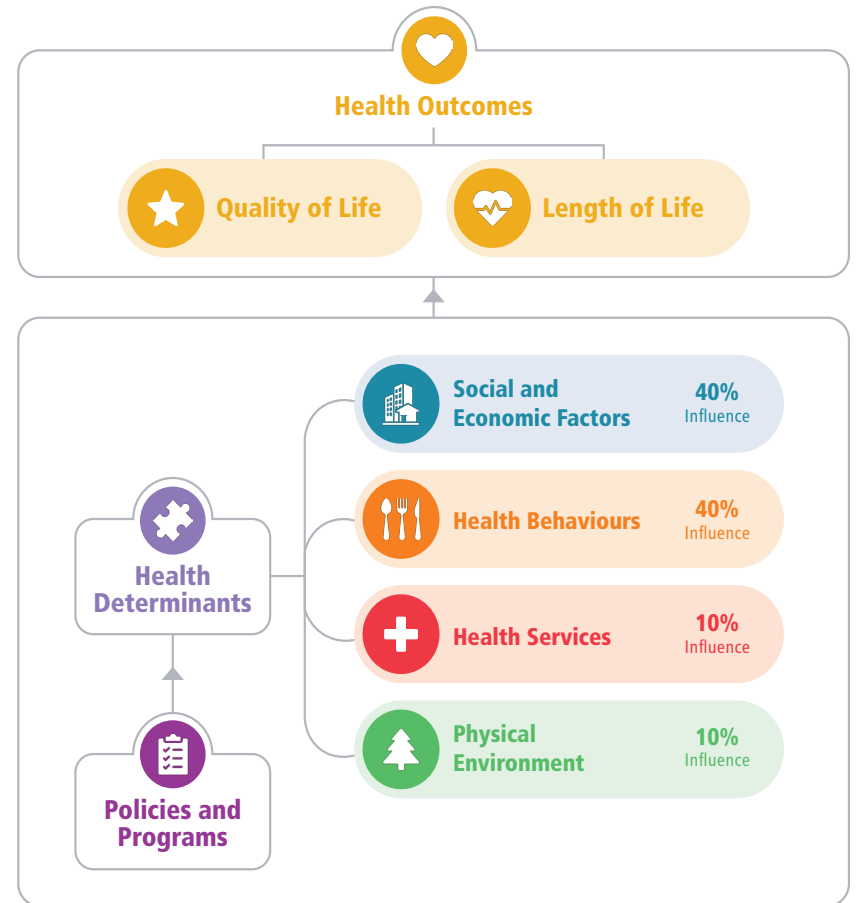 Health Outcomes
Quality of Life
Length of Life
Social and
Economic Factors
40%
Influence
Health Behaviours
40%
Influence
Health
Determinants
Health Services
10%
Influence
Physical
Environment
10%
Influence
Policies and
Programs